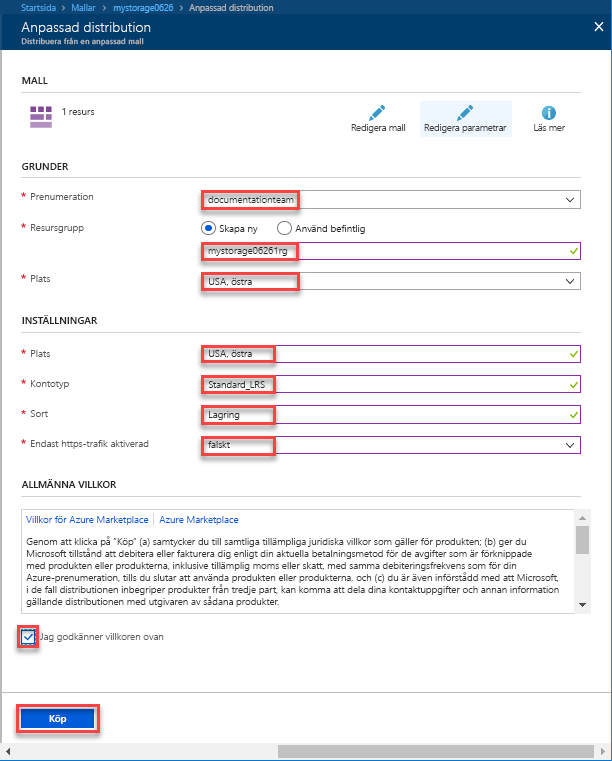 Startsida > Mallar > mystorage0626 > Anpassad distribution
Anpassad distribution
Distribuera från en anpassad mall
MALL
1 resurs
Redigera mall
Redigera parametrar
Läs mer
GRUNDER
* Prenumeration
documentationteam
* Resursgrupp
Skapa ny
Använd befintlig
mystorage06261rg
* Plats
USA, östra
INSTÄLLNINGAR
* Plats
USA, östra
* Kontotyp
Standard_LRS
* Sort
Lagring
* Endast https-trafik aktiverad
falskt
ALLMÄNNA VILLKOR
Villkor för Azure Marketplace | Azure Marketplace
Genom att klicka på ”Köp” (a) samtycker du till samtliga tillämpliga juridiska villkor som gäller för produkten; (b) ger du
Microsoft tillstånd att debitera eller fakturera dig enligt din aktuella betalningsmetod för de avgifter som är förknippade
med produkten eller produkterna, inklusive tillämplig moms eller skatt, med samma debiteringsfrekvens som för din
Azure-prenumeration, tills du slutar att använda produkten eller produkterna, och (c) du är även införstådd med att Microsoft,
i de fall distributionen inbegriper produkter från tredje part, kan komma att dela dina kontaktuppgifter och annan information
gällande distributionen med utgivaren av sådana produkter.
Jag godkänner villkoren ovan
Köp